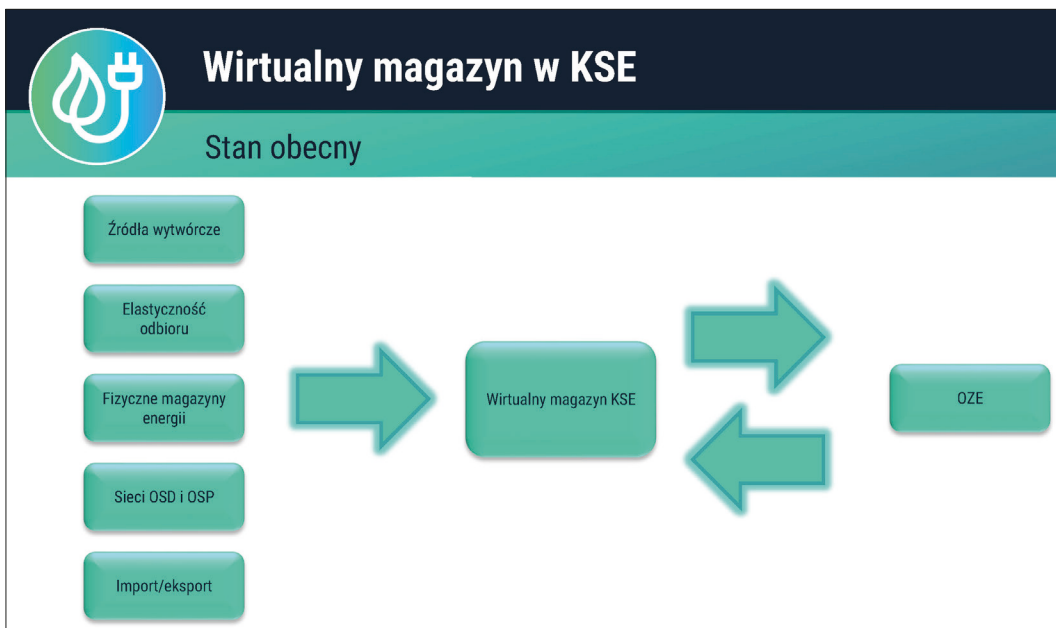 Wirtualny magazyn w KSE
Stan obecny
Źródła wytwórcze
Elastyczność
odbioru
Fizyczne magazyny
energii
Sieci OSD i OSP
Import/eksport
Wirtualny magazyn KSE
OZE